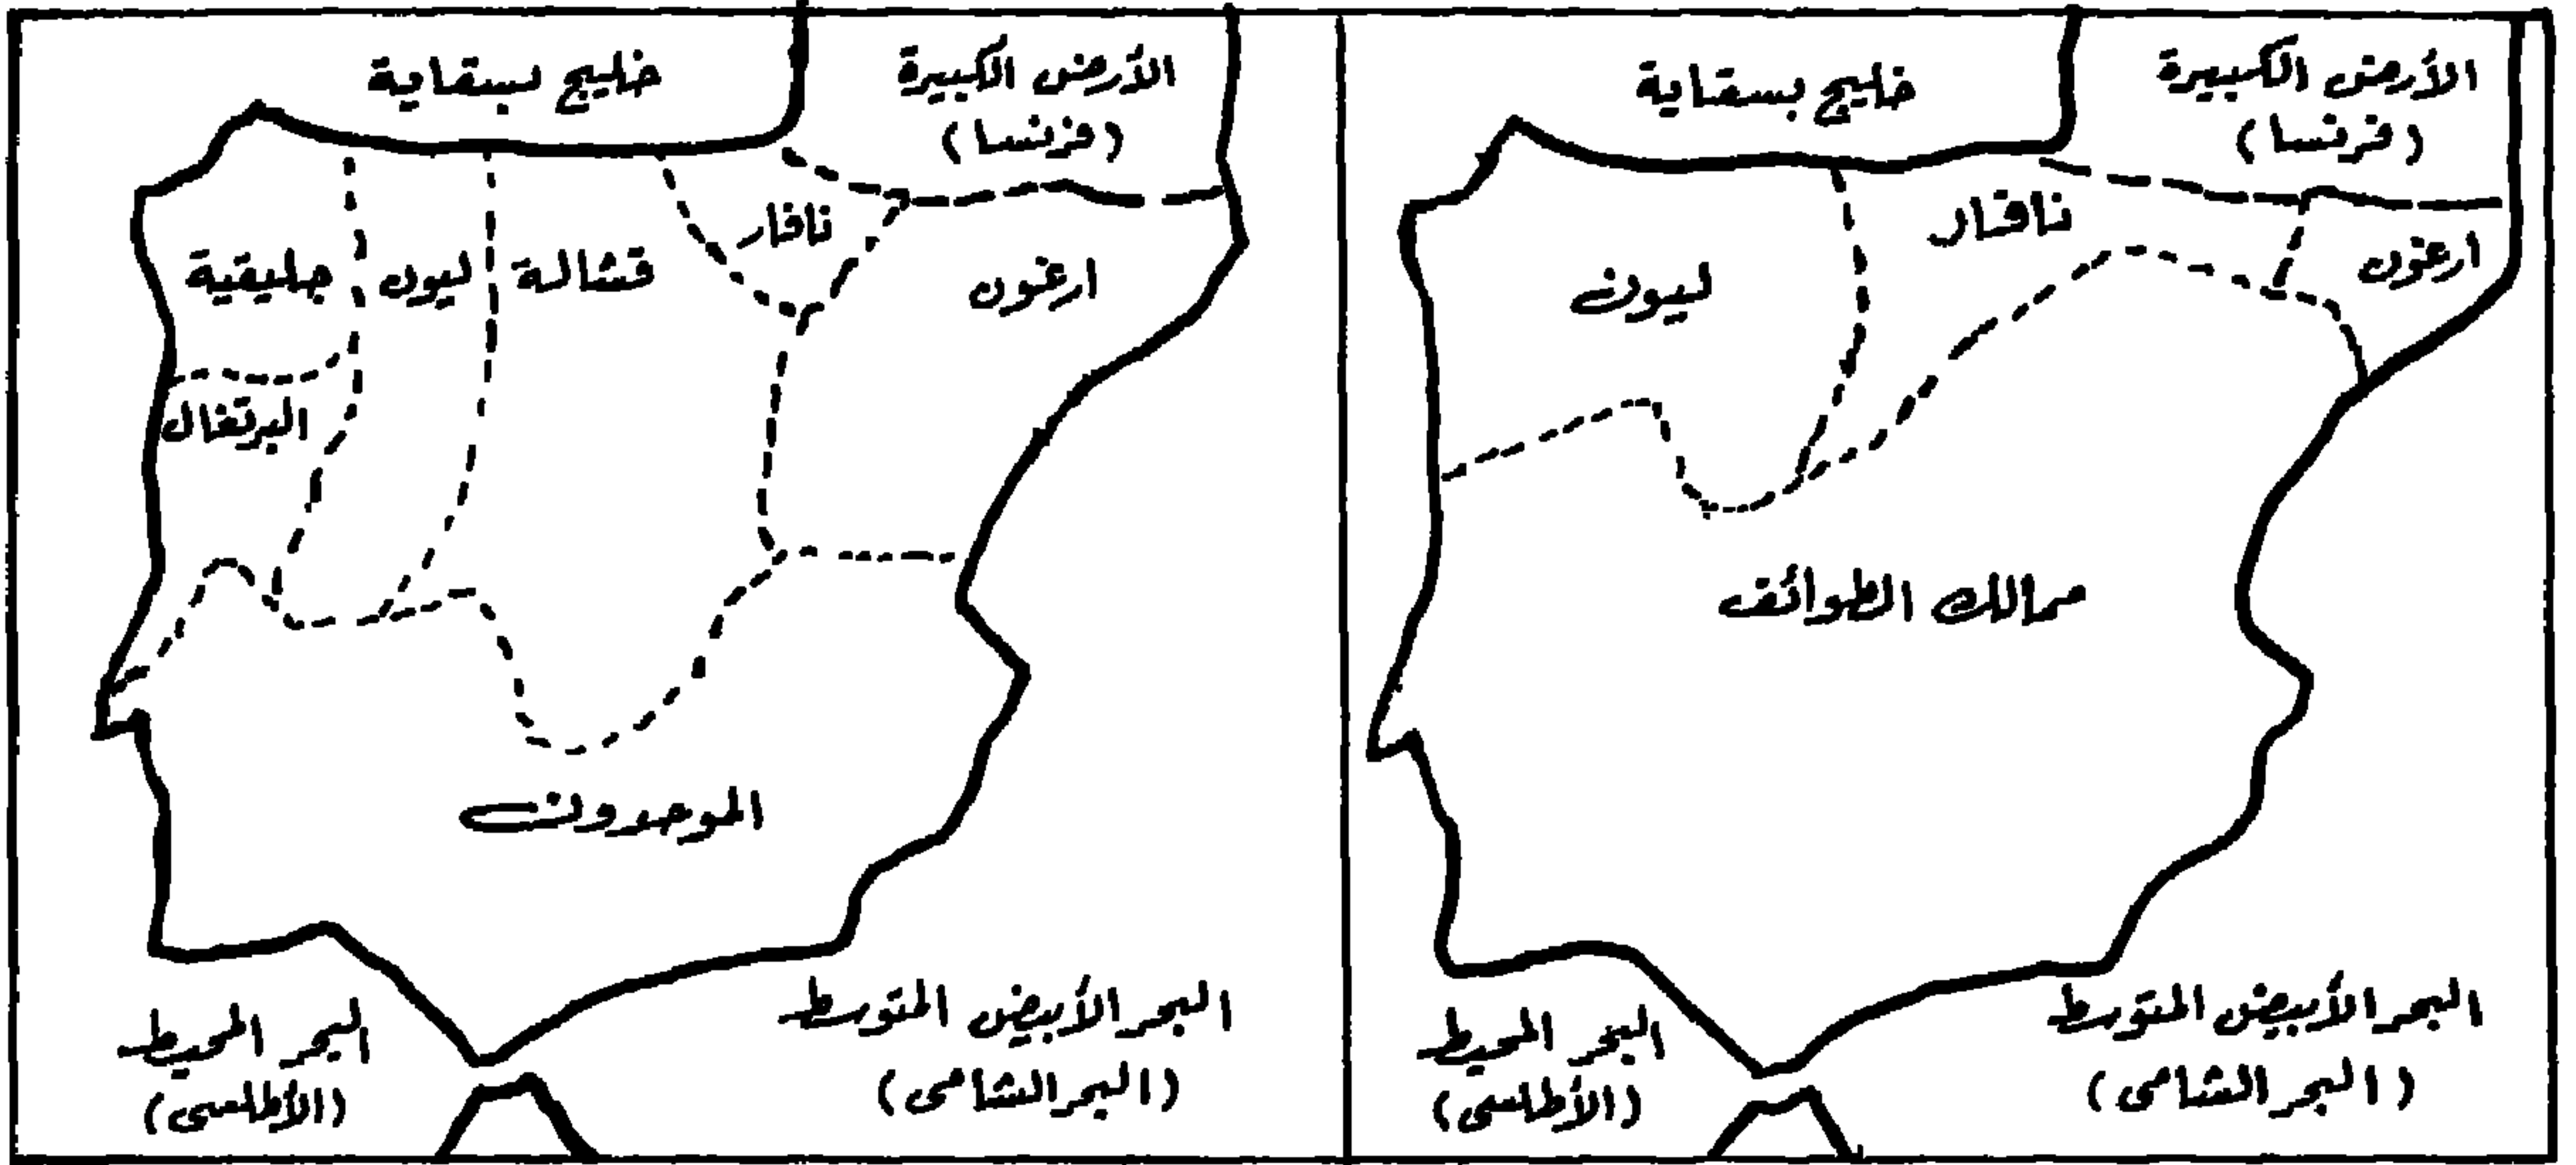 الأرض الكبيرة
(فرنسا)
خليج بسقاية
نافار
ارغون
ليون
ممالك الطوائف
البحر الأبيض المتوسط
(البحر الشامى)
البحر المحيط
(الأطلسى)
الأرض الكبيرة
(فرنسا)
خليج بسقاية
نافار
ارغون
قشالة
ليون
جليقية
البرتغال
الموحدون
البحر الأبيض المتوسط
(البحر الشامى)
البحر المحيط
(الأطلسى)